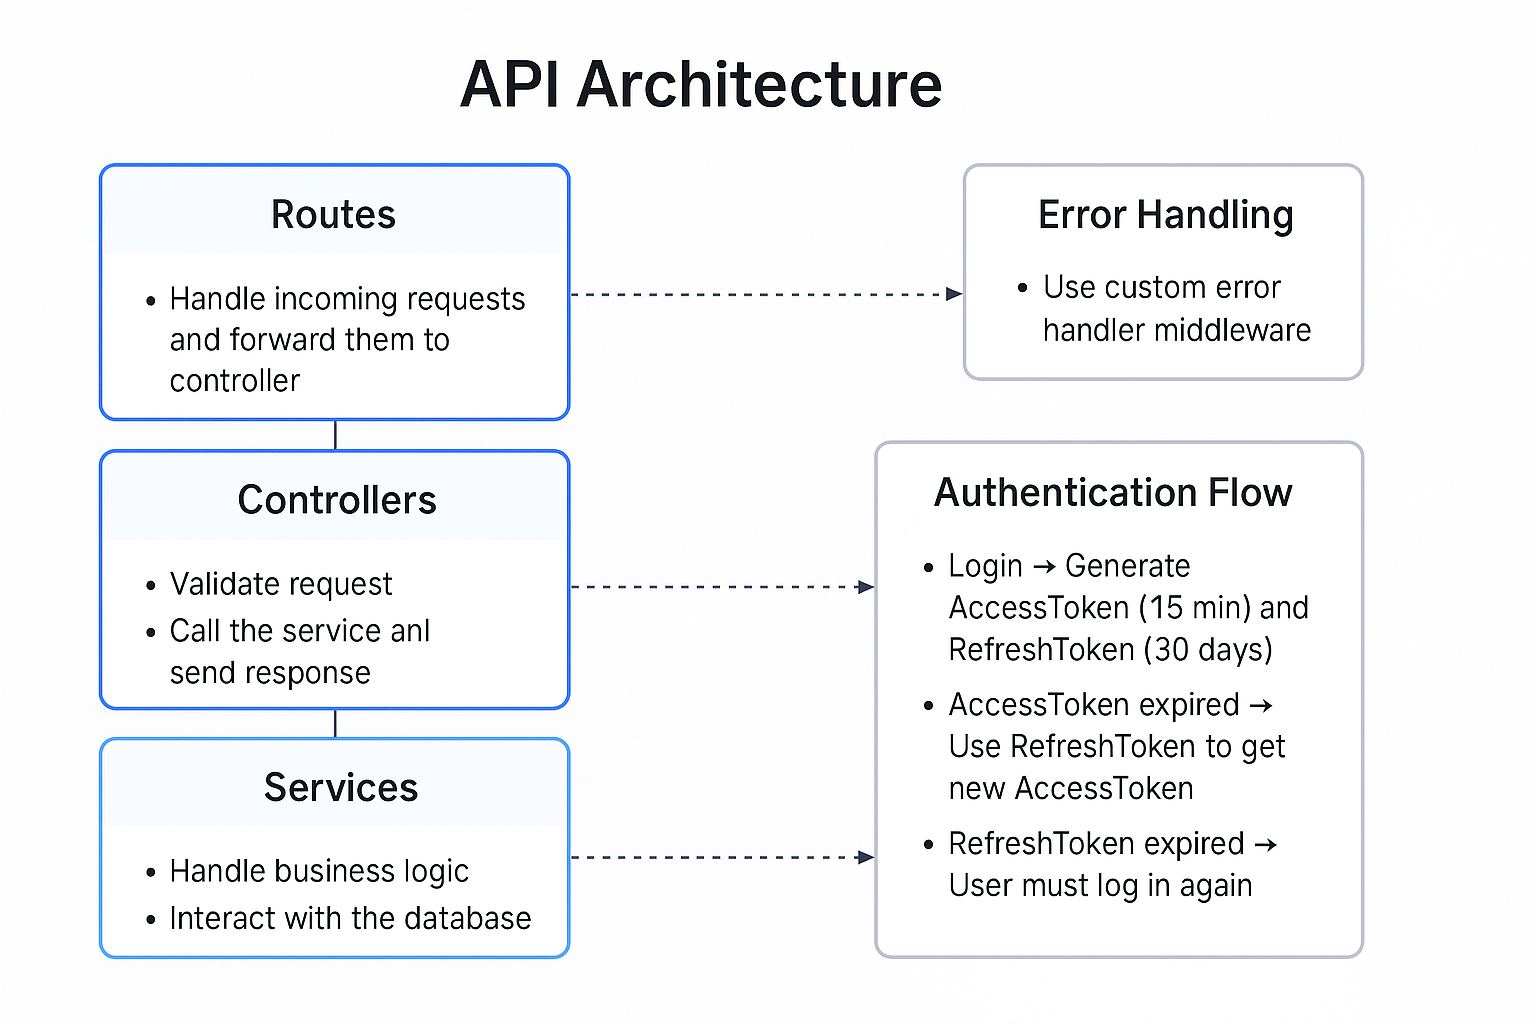 API Architecture
Routes
• Handle incoming requests
and forward them to
controller
Controllers
• Validate request
• Call the service anl
send response
Services
• Handle business logic
• Interact with the database
Error Handling
• Use custom error
handler middleware
Authentication Flow
• Login → Generate
AccessToken (15 min) and
RefreshToken (30 days)
• AccessToken expired →
Use RefreshToken to get
new AccessToken
• RefreshToken expired →
User must log in again